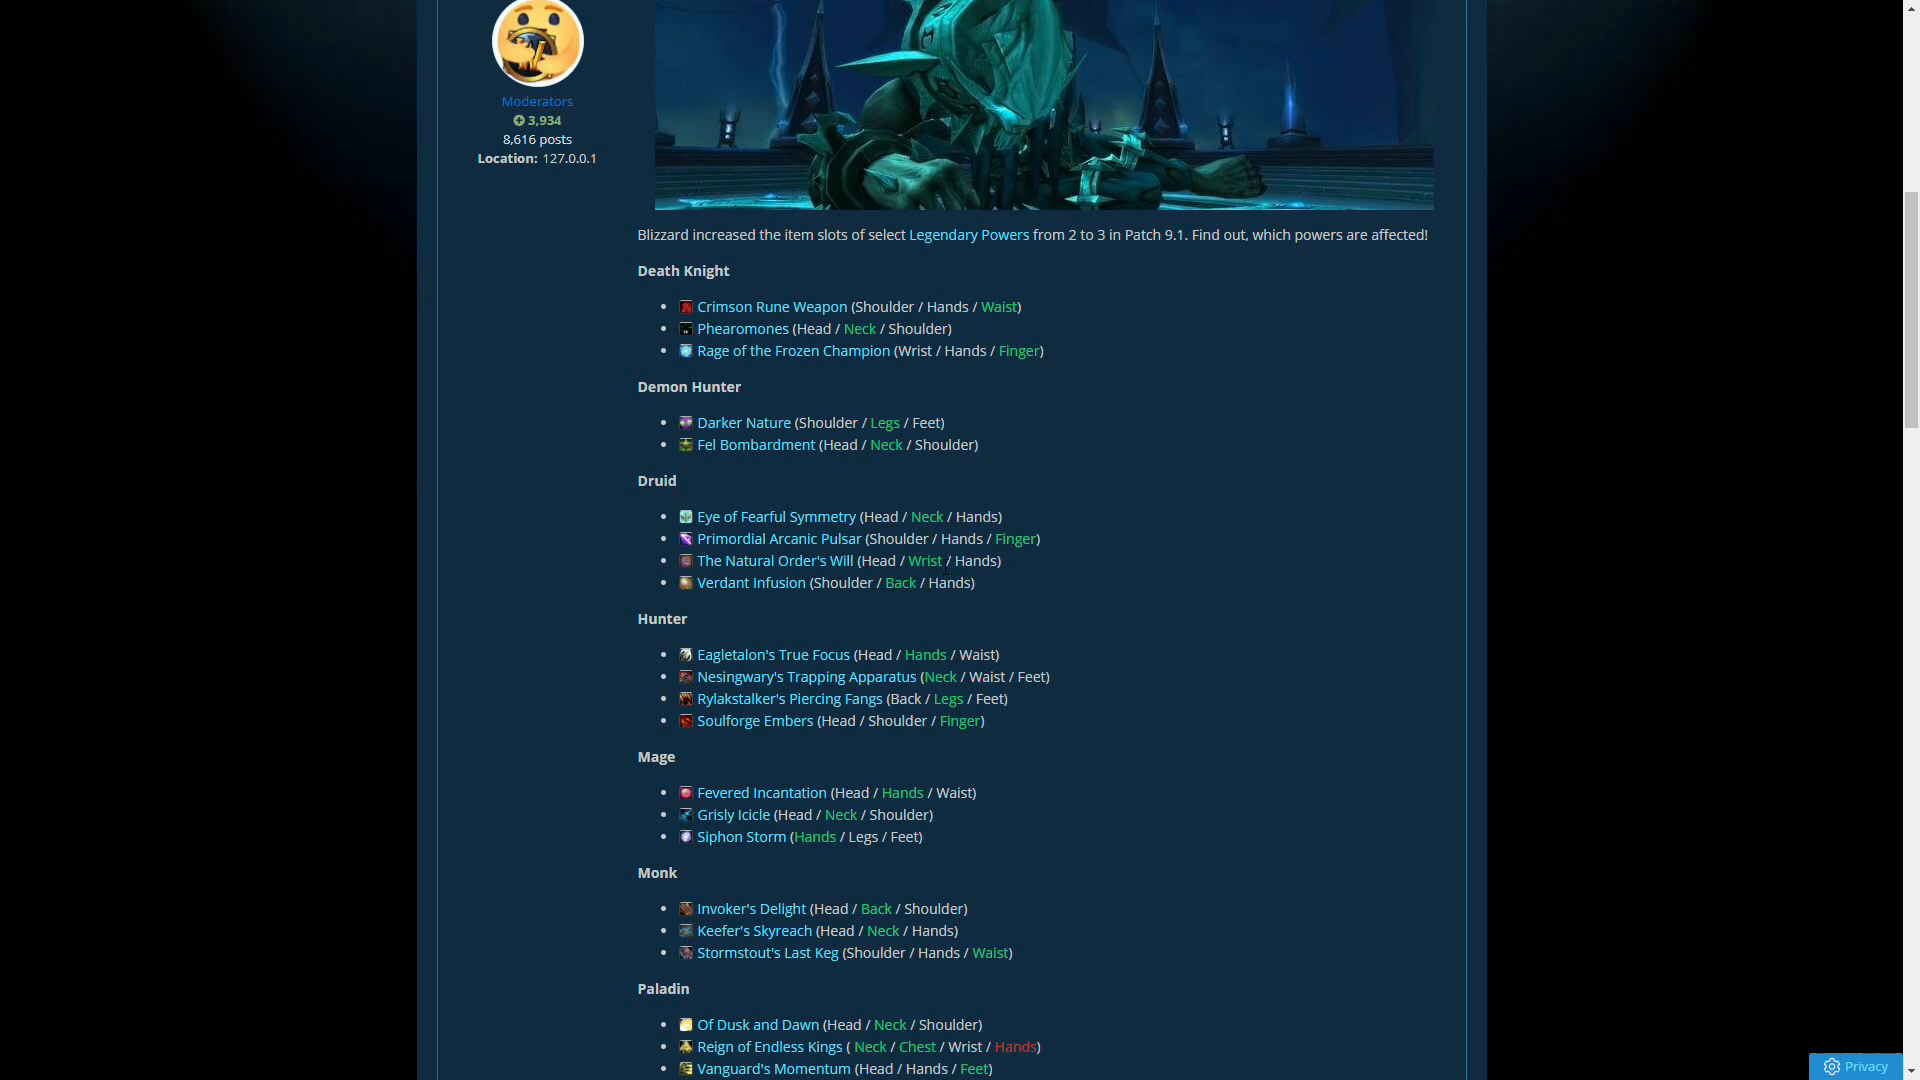 Moderators
3,934
8,616 posts
Location: 127.0.0.1
Blizzard increased the item slots of select Legendary Powers from 2 to 3 in Patch 9.1. Find out, which powers are affected!
Death Knight
Crimson Rune Weapon (Shoulder / Hands / Waist)
Phearomones (Head / Neck / Shoulder)
Rage of the Frozen Champion (Wrist / Hands / Finger)
Demon Hunter
Darker Nature (Shoulder / Legs / Feet)
Fel Bombardment (Head / Neck / Shoulder)
Druid
Eye of Fearful Symmetry (Head / Neck / Hands)
Primordial Arcanic Pulsar (Shoulder / Hands / Finger)
The Natural Order's Will (Head / Wrist / Hands)
Verdant Infusion (Shoulder / Back / Hands)
Hunter
Eagletalon's True Focus (Head / Hands / Waist)
Nesingwary's Trapping Apparatus (Neck / Waist / Feet)
Rylakstalker's Piercing Fangs (Back / Legs / Feet)
Soulforge Embers (Head / Shoulder / Finger)
Mage
Fevered Incantation (Head / Hands / Waist)
Grisly Icicle (Head / Neck / Shoulder)
Siphon Storm (Hands / Legs / Feet)
Monk
Invoker's Delight (Head / Back / Shoulder)
Keefer's Skyreach (Head / Neck / Hands)
Stormstout's Last Keg (Shoulder / Hands / Waist)
Paladin
Of Dusk and Dawn (Head / Neck / Shoulder)
Reign of Endless Kings ( Neck / Chest / Wrist / Hands)
Vanguard's Momentum (Head / Hands / Feet)
Privacy